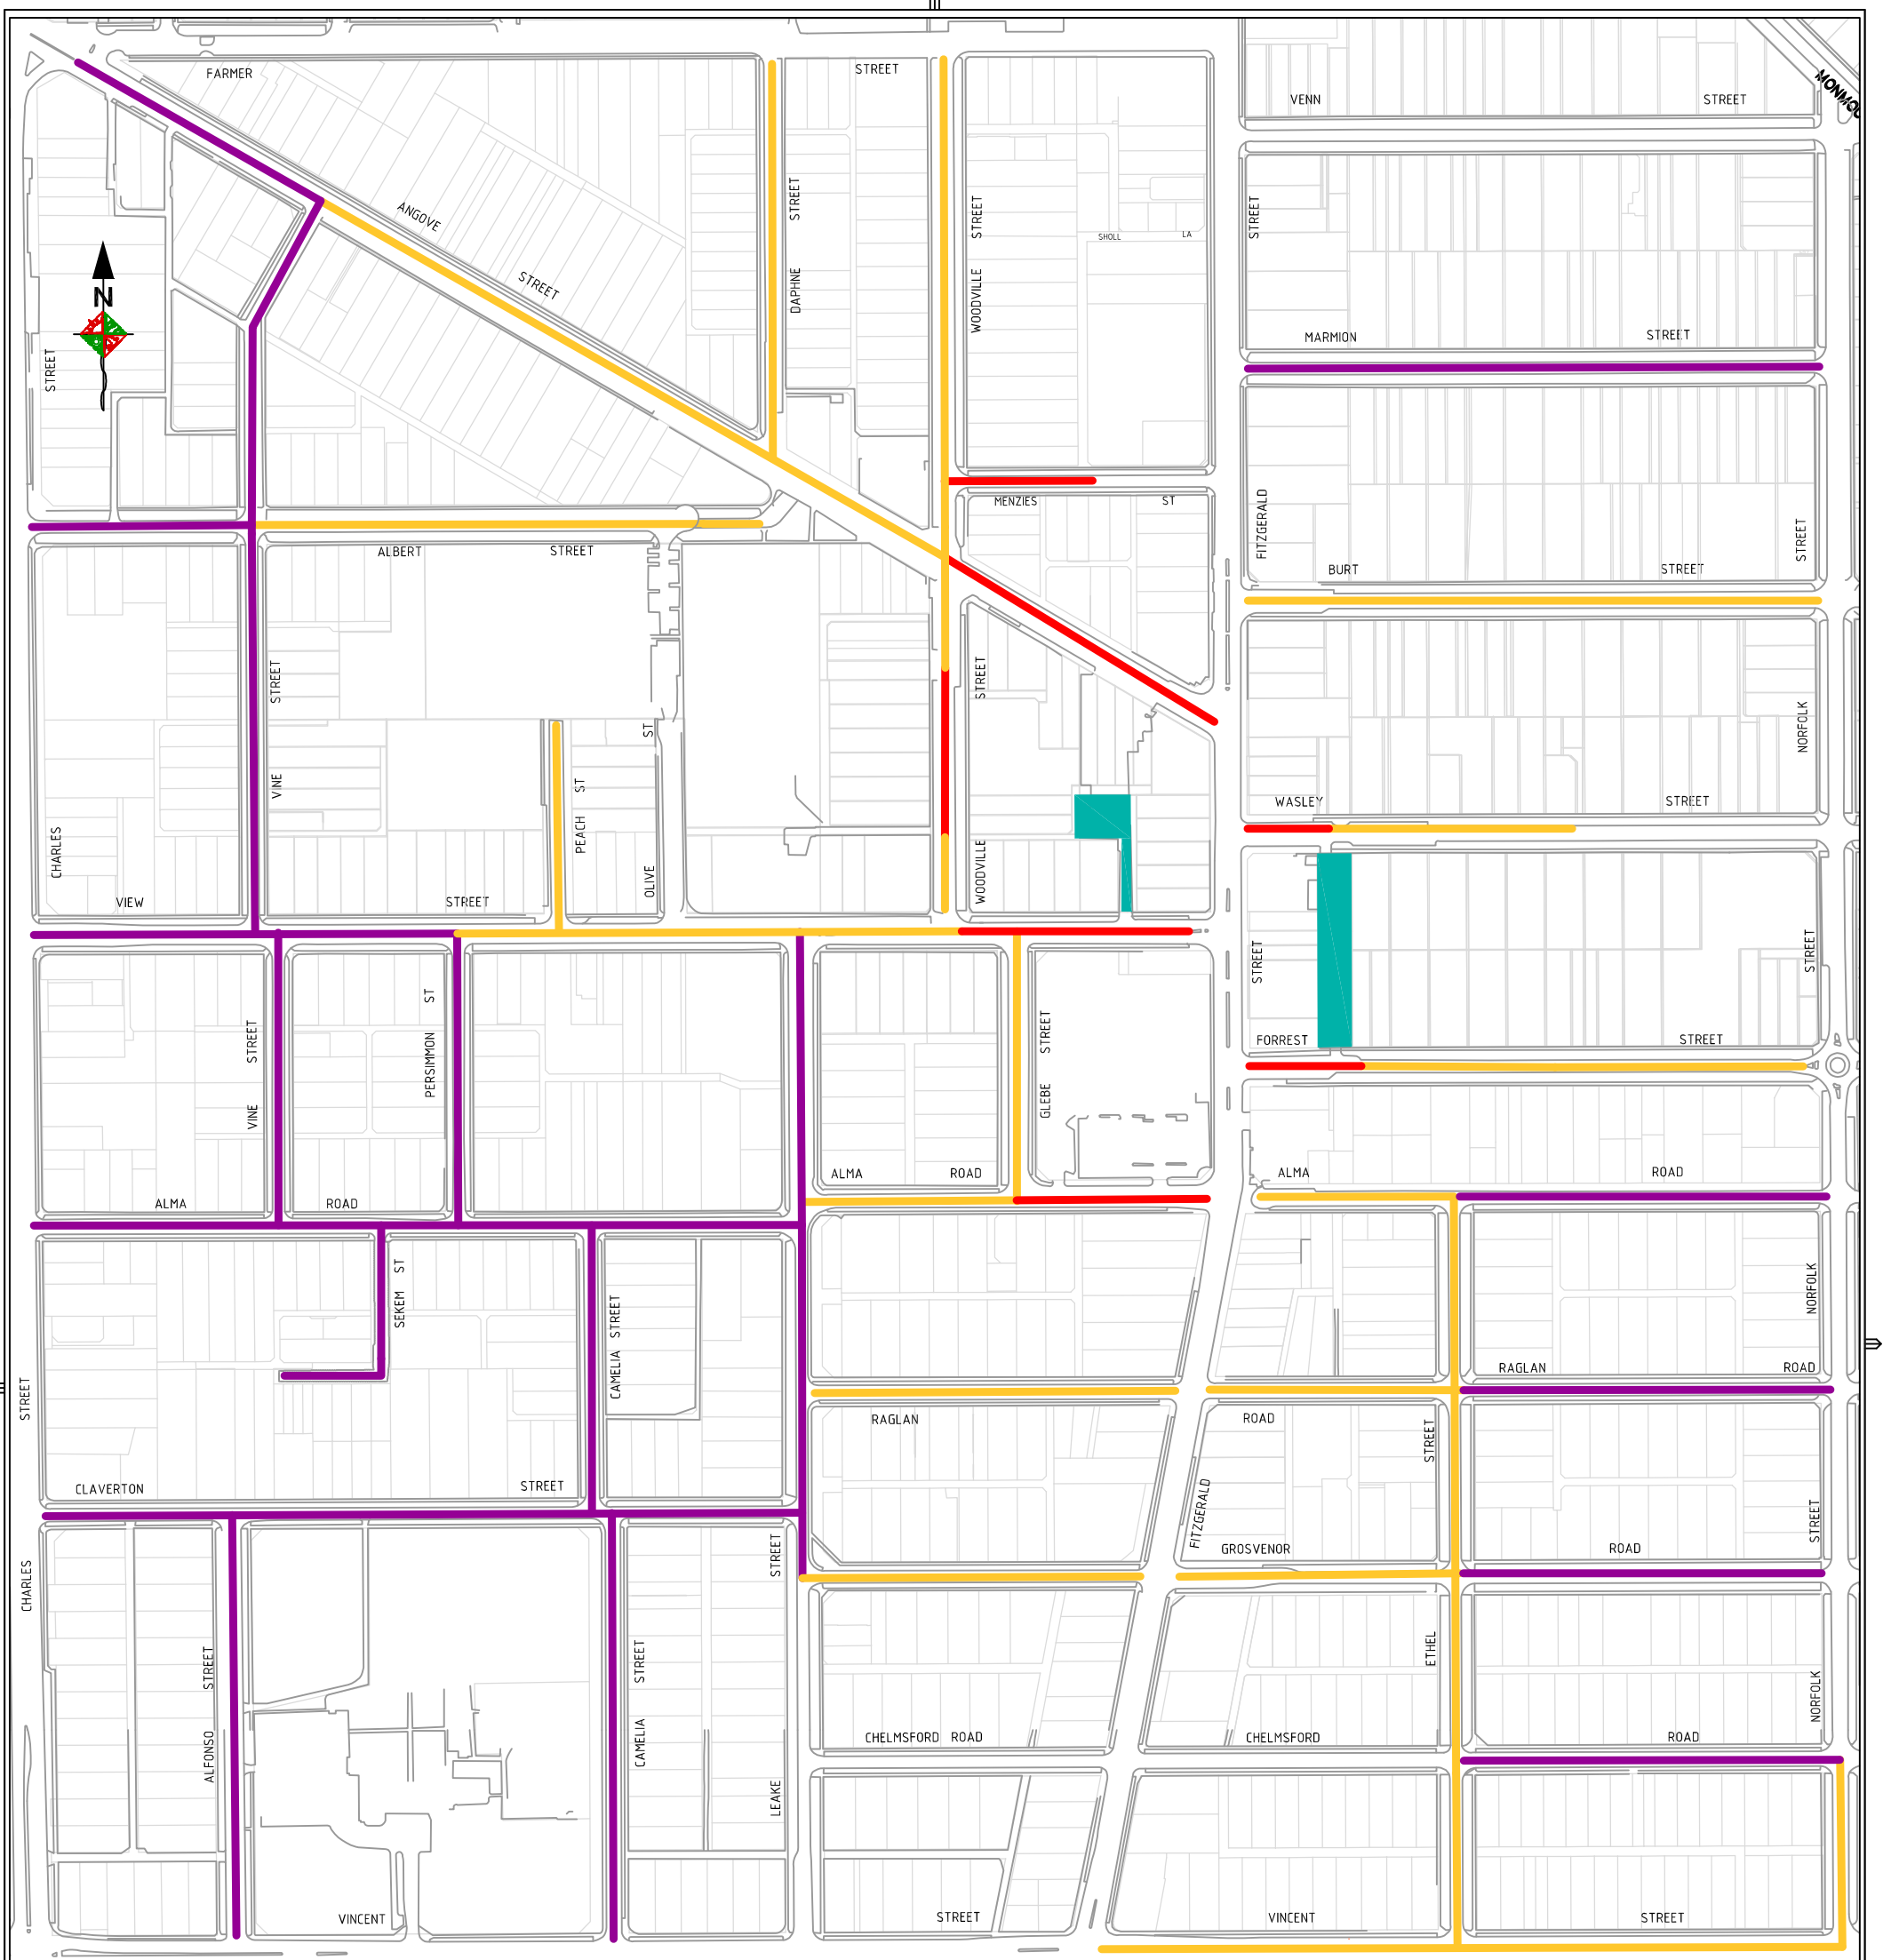 FARMER STREET
VENN STREET
MONMOU
ANGOVE STREET
DAPHNE STREET
WOODVILLE STREET
SHOLL LA
STREET
MARMION STREET
N
CHARLES STREET
MENZIES ST
FITZGERALD
ALBERT STREET
BURT STREET
STREET
VINE STREET
WOODVILLE STREET
NORFOLK
PEACH ST
OLIVE ST
WASLEY STREET
VIEW STREET
STREET
STREET
FORREST STREET
VINE STREET
PERSIMMON ST
GLEBE STREET
ALMA ROAD
ALMA ROAD
ALMA ROAD
SEKEM ST
CAMELIA STREET
NORFOLK
RAGLAN ROAD
CHARLES STREET
RAGLAN ROAD
STREET
CLAVERTON STREET
FITZGERALD
STREET
GROSVENOR ROAD
STREET
ALFONSO STREET
CAMELIA STREET
LEAKE
ETHEL
NORFOLK
CHELMSFORD ROAD
CHELMSFORD ROAD
VINCENT STREET
VINCENT STREET